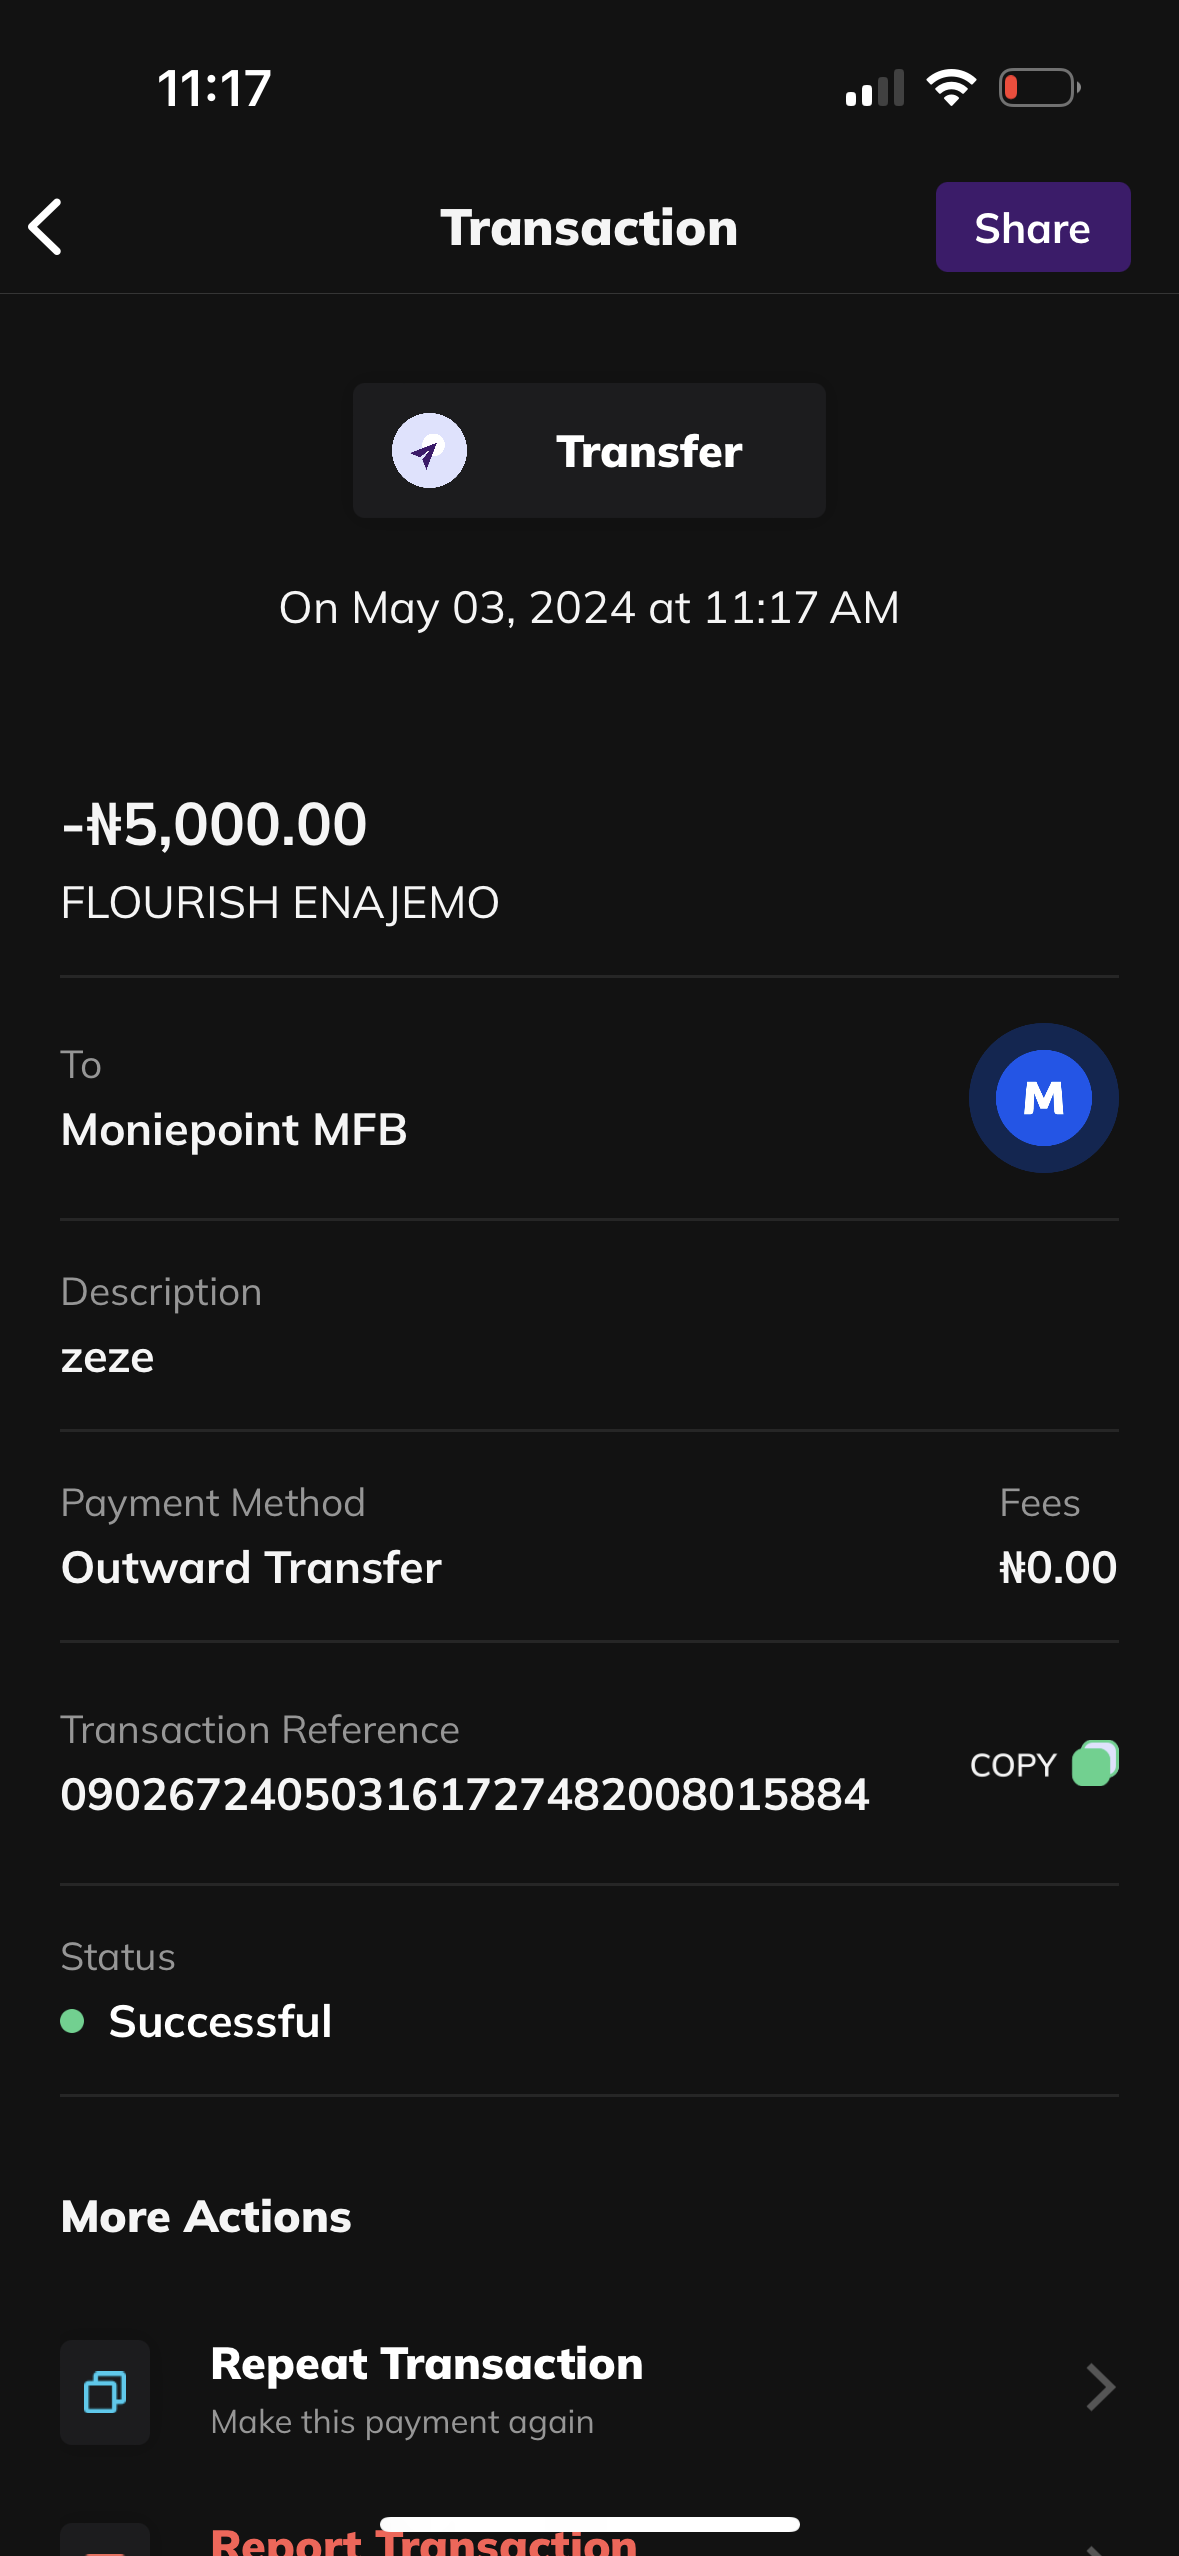 11:17
Transaction
Share
Transfer
On May 03, 2024 at 11:17 AM
-₦5,000.00
FLOURISH ENAJEMO
To
Moniepoint MFB
M
Description
zeze
Payment Method
Fees
Outward Transfer
₦0.00
Transaction Reference
090267240503161727482008015884
COPY
Status
Successful
More Actions
Repeat Transaction
Make this payment again
Report Transaction